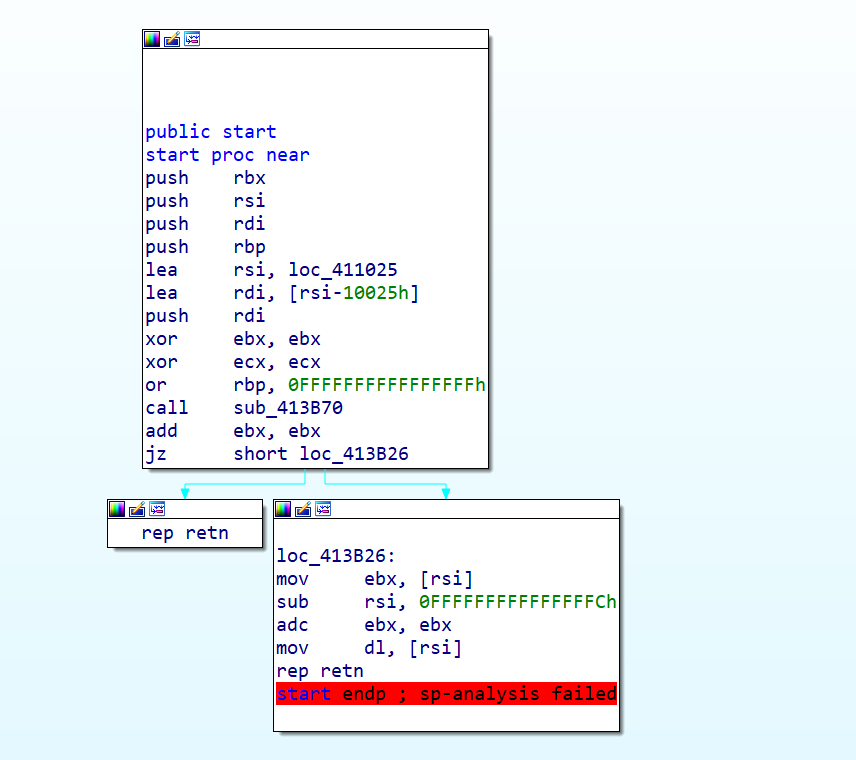 public start
start proc near
push rbx
push rsi
push rdi
push rbp
lea rsi, loc_411025
lea rdi, [rsi-10025h]
push rdi
xor ebx, ebx
xor ecx, ecx
or rbp, 0FFFFFFFFFFFFFFFFh
call sub_413B70
add ebx, ebx
jz short loc_413B26
rep retn
loc_413B26:
mov ebx, [rsi]
sub rsi, 0FFFFFFFFFFFFFFFCh
adc ebx, ebx
mov dl, [rsi]
rep retn
start endp ; sp-analysis failed